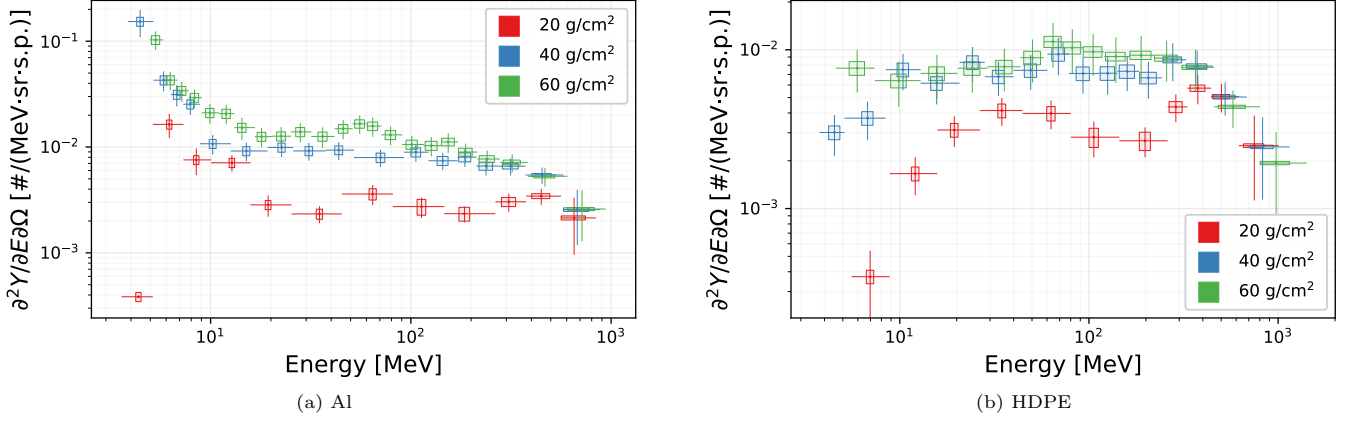 ∂²Y/∂E∂Ω [#/(MeV·sr·s.p.)]
10⁻¹
10⁻²
10⁻³
20 g/cm²
40 g/cm²
60 g/cm²
10¹ 10² 10³
Energy [MeV]
(a) Al
∂²Y/∂E∂Ω [#/(MeV·sr·s.p.)]
10⁻²
10⁻³
20 g/cm²
40 g/cm²
60 g/cm²
10¹ 10² 10³
Energy [MeV]
(b) HDPE